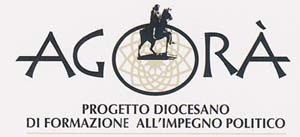 AGORÀ
PROGETTO DIOCESANO
DI FORMAZIONE ALL'IMPEGNO POLITICO